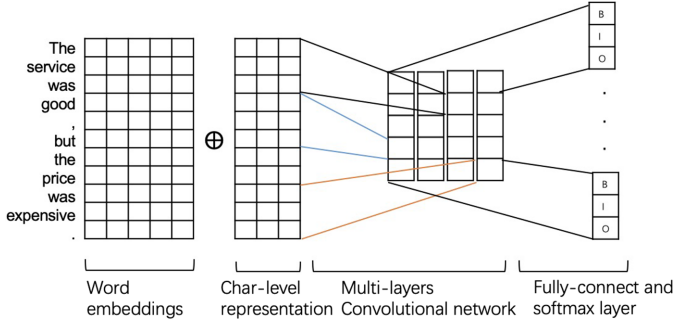 The
service
was
good
,
but
the
price
was
expensive
.
⊕
B
I
O
.
.
.
B
I
O
Word
embeddings
Char-level
representation
Multi-layers
Convolutional network
Fully-connect and
softmax layer